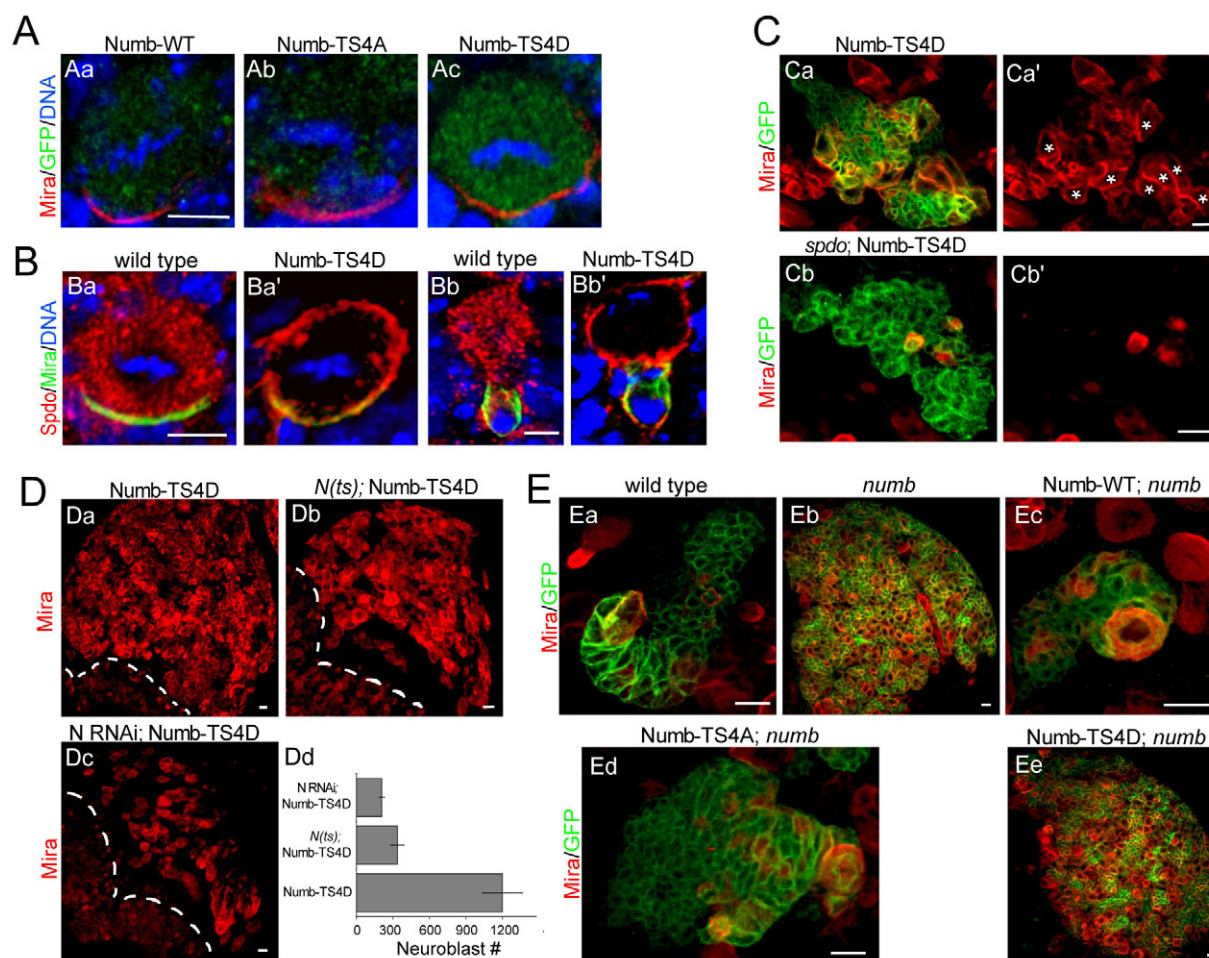 A
Numb-WT
Numb-TS4A
Numb-TS4D
Mira/GFP/DNA
Aa
Ab
Ac
B
wild type
Numb-TS4D
wild type
Numb-TS4D
Spdo/Mira/DNA
Ba
Ba'
Bb
Bb'
C
Numb-TS4D
Mira/GFP
Ca
Ca'
* * * * * * * *
spdo; Numb-TS4D
Mira/GFP
Cb
Cb'
D
Numb-TS4D
N(ts); Numb-TS4D
Mira
Da
Db
N RNAi; Numb-TS4D
Mira
Dc
Dd
N RNAi;
Numb-TS4D
N(ts);
Numb-TS4D
Numb-TS4D
0 300 600 900 1200
Neuroblast #
E
wild type
numb
Numb-WT; numb
Mira/GFP
Ea
Eb
Ec
Numb-TS4A; numb
Numb-TS4D; numb
Mira/GFP
Ed
Ee